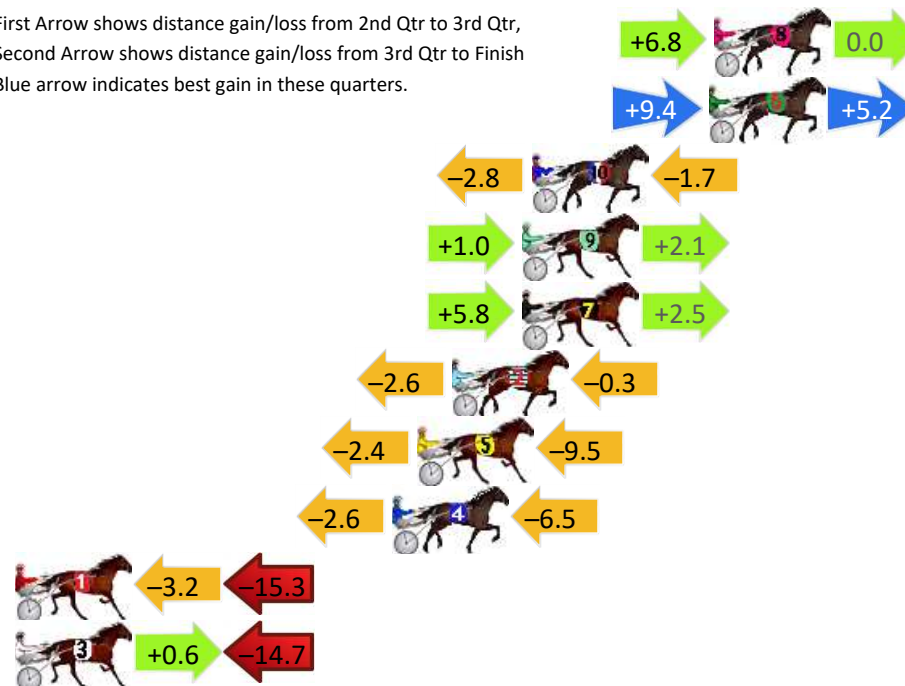 First Arrow shows distance gain/loss from 2nd Qtr to 3rd Qtr,
Second Arrow shows distance gain/loss from 3rd Qtr to Finish
Blue arrow indicates best gain in these quarters.
+6.8 8 0.0
+9.4 6 +5.2
–2.8 10 –1.7
+1.0 9 +2.1
+5.8 7 +2.5
–2.6 2 –0.3
–2.4 5 –9.5
–2.6 4 –6.5
1 –3.2 –15.3
3 +0.6 –14.7